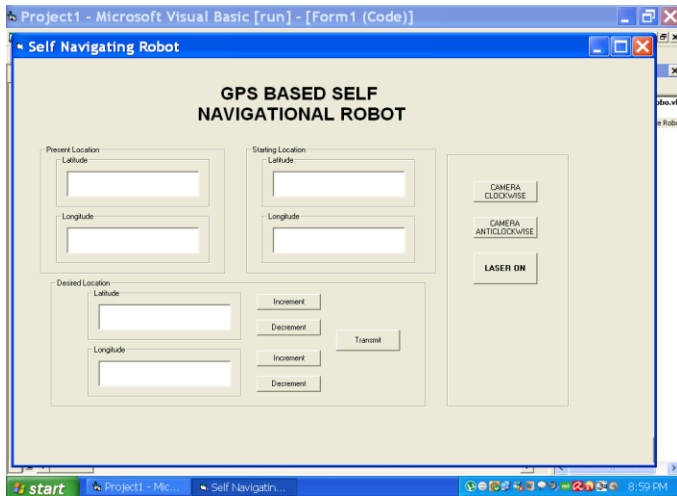 Project1 - Microsoft Visual Basic [run] - [Form1 (Code)]
Self Navigating Robot
GPS BASED SELF
NAVIGATIONAL ROBOT
Present Location
Latitude
Longitude
Starting Location
Latitude
Longitude
CAMERA
CLOCKWISE
CAMERA
ANTICLOCKWISE
LASER ON
Desired Location
Latitude
Increment
Decrement
Longitude
Increment
Decrement
Transmit
start
Project1 - Mic...
Self Navigatin...
8:59 PM